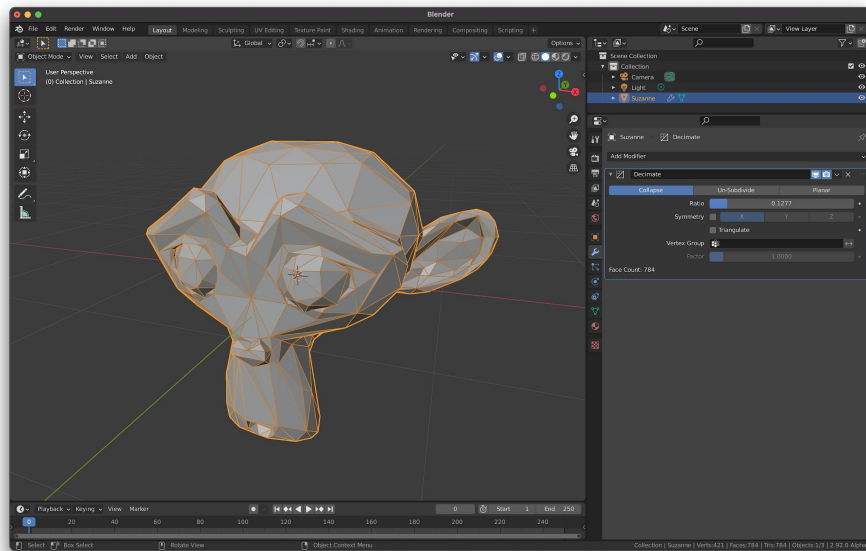 Blender
File Edit Render Window Help
Layout Modeling Sculpting UV Editing Texture Paint Shading Animation Rendering Compositing Scripting +
Scene
View Layer
Global
Options
Object Mode View Select Add Object
User Perspective
(0) Collection | Suzanne
Z
Y
X
Scene Collection
Collection
Camera
Light
Suzanne
Suzanne Decimate
Add Modifier
Decimate
Collapse Un-Subdivide Planar
Ratio 0.1277
Symmetry X Y Z
Triangulate
Vertex Group
Factor 1.0000
Face Count: 784
Playback Keying View Marker
0 Start 1 End 250
0 20 40 60 80 100 120 140 160 180 200 220 240
Select Box Select Rotate View Object Context Menu
Collection | Suzanne | Verts:421 | Faces:784 | Tris:784 | Objects:1/3 | 2.92.0 Alpha